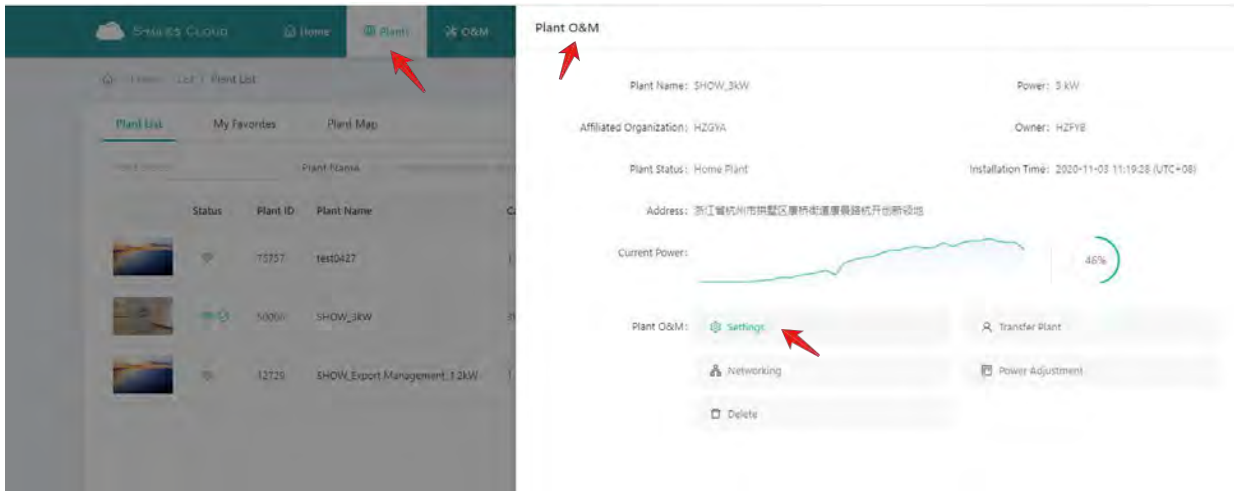 S-MILES CLOUD
Home
Plants
O&M
Plant O&M
List / Plant List
Plant List
My Favorites
Plant Map
Plant Name
Status
Plant ID
Plant Name
75757
test0427
SHOW_3kW
12729
SHOW_Export Management_1.2kW
Plant Name: SHOW_3kW
Power: 3 kW
Affiliated Organization: HZGYA
Owner: HZFYB
Plant Status: Home Plant
Installation Time: 2020-11-03 11:19:28 (UTC+08)
Address: 浙江省杭州市拱墅区康桥街道康景路杭开创新领地
Current Power:
46%
Plant O&M:
Settings
Transfer Plant
Networking
Power Adjustment
Delete